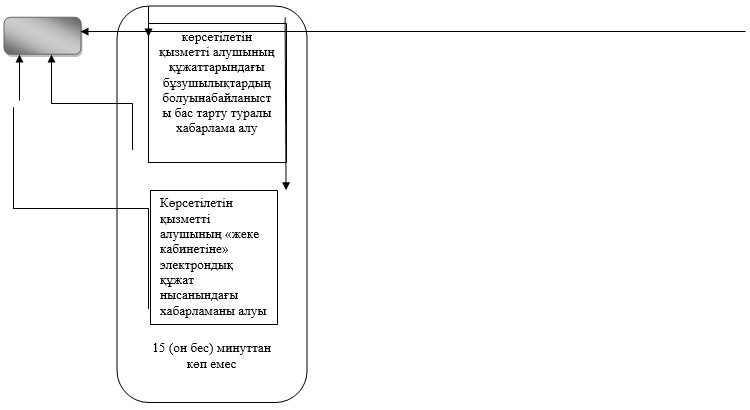 көрсетілетін
қызметті алушының
құжаттарындағы
бұзушылықтардың
болуынабайланыст
ы бас тарту туралы
хабарлама алу
Көрсетілетін
қызметті
алушының «жеке
кабинетіне»
электрондық
құжат
нысанындағы
хабарламаны алуы
15 (он бес) минуттан
көп емес